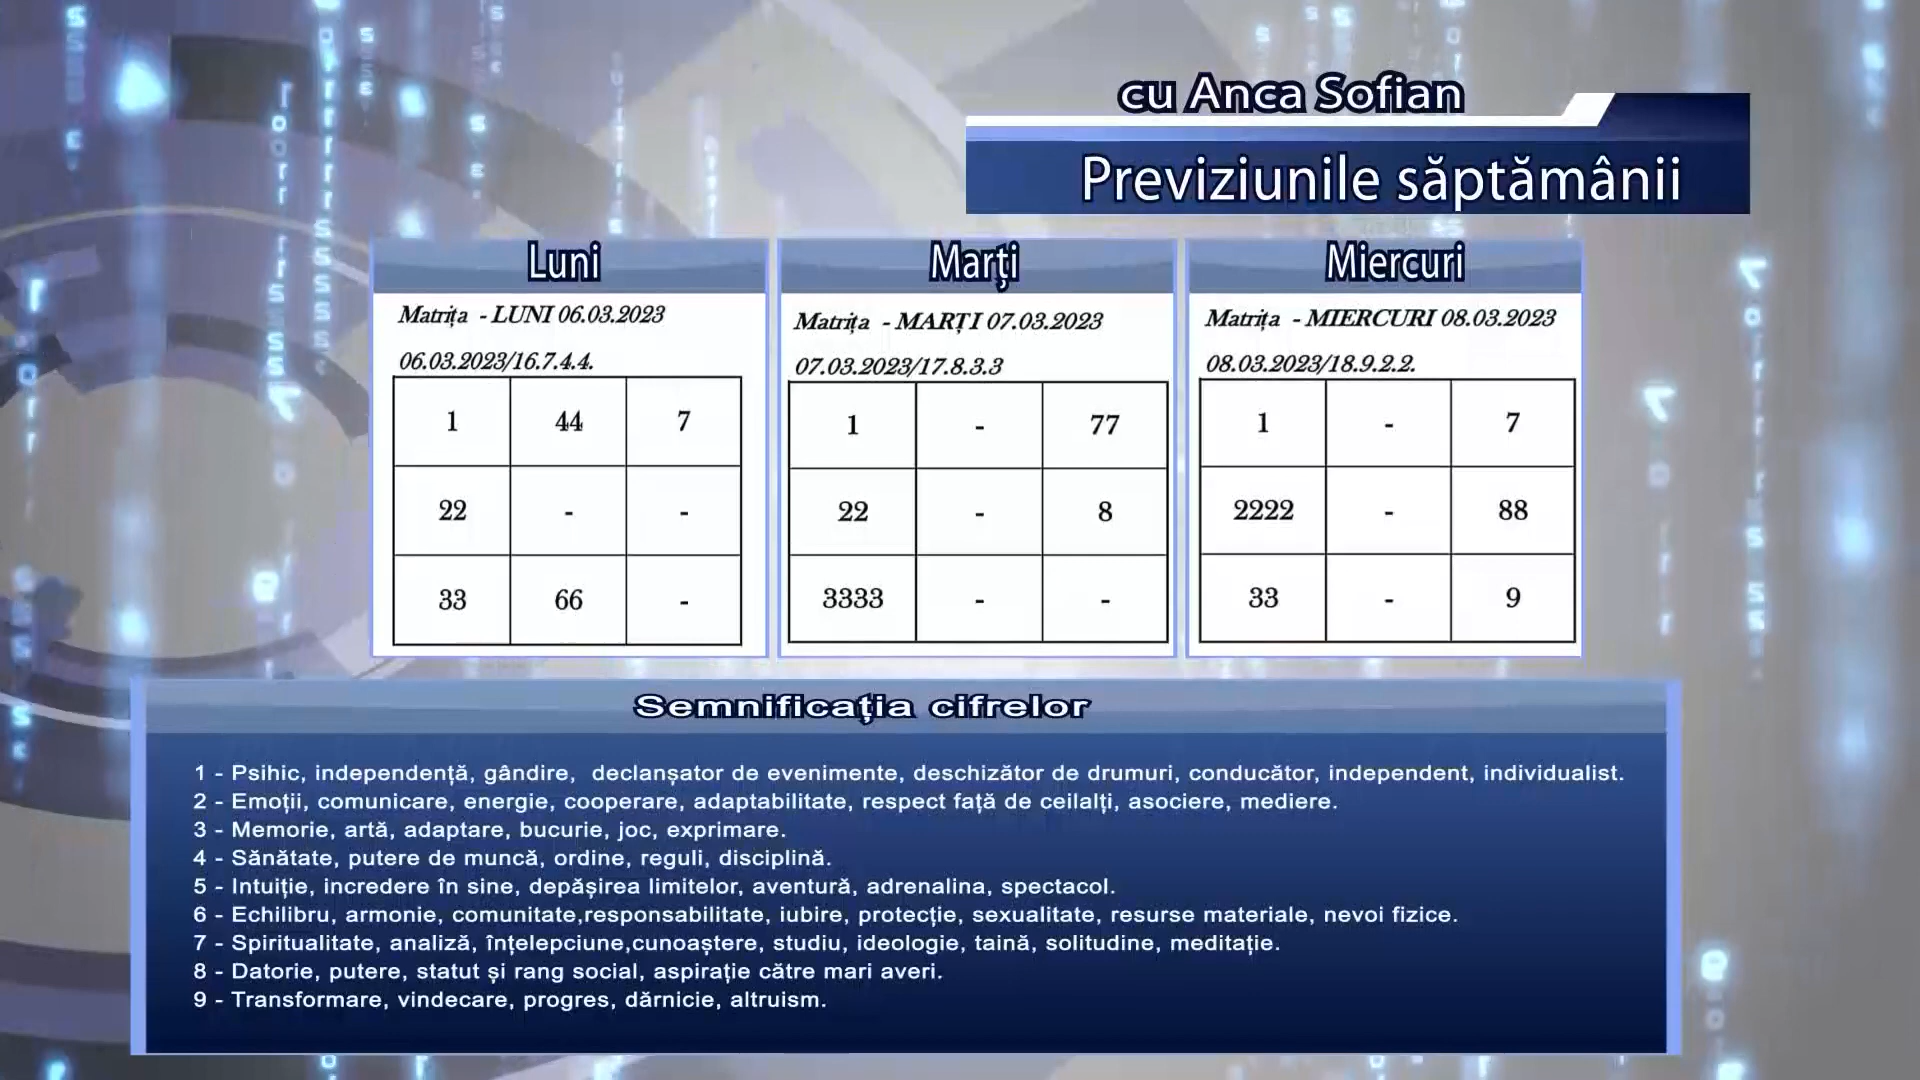 cu Anca Sofian
Previziunile săptămânii
Luni
Matrița - LUNI 06.03.2023
06.03.2023/16.7.4.4.
1 44 7
22 - -
33 66 -
Marți
Matrița - MARȚI 07.03.2023
07.03.2023/17.8.3.3
1 - 77
22 - 8
3333 - -
Miercuri
Matrița - MIERCURI 08.03.2023
08.03.2023/18.9.2.2.
1 - 7
2222 - 88
33 - 9
Semnificația cifrelor
1 - Psihic, independență, gândire, declanșator de evenimente, deschizător de drumuri, conducător, independent, individualist.
2 - Emoții, comunicare, energie, cooperare, adaptabilitate, respect față de ceilalți, asociere, mediere.
3 - Memorie, artă, adaptare, bucurie, joc, exprimare.
4 - Sănătate, putere de muncă, ordine, reguli, disciplină.
5 - Intuiție, incredere în sine, depășirea limitelor, aventură, adrenalina, spectacol.
6 - Echilibru, armonie, comunitate,responsabilitate, iubire, protecție, sexualitate, resurse materiale, nevoi fizice.
7 - Spiritualitate, analiză, înțelepciune,cunoaștere, studiu, ideologie, taină, solitudine, meditație.
8 - Datorie, putere, statut și rang social, aspirație către mari averi.
9 - Transformare, vindecare, progres, dărnicie, altruism.